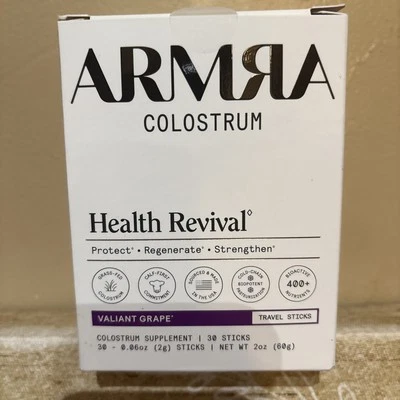 ARMRA
COLOSTRUM
Health Revival◊
Protect◊ • Regenerate◊ • Strengthen◊
GRASS-FED COLOSTRUM
CALF-FIRST COMMITMENT
SOURCED & MADE IN THE USA
COLD-CHAIN BIOPOTENT PASTEURIZATION
BIOACTIVE 400+ NUTRIENTS
VALIANT GRAPE
TRAVEL STICKS
COLOSTRUM SUPPLEMENT | 30 STICKS
30 - 0.06oz (2g) STICKS | NET WT 2oz (60g)